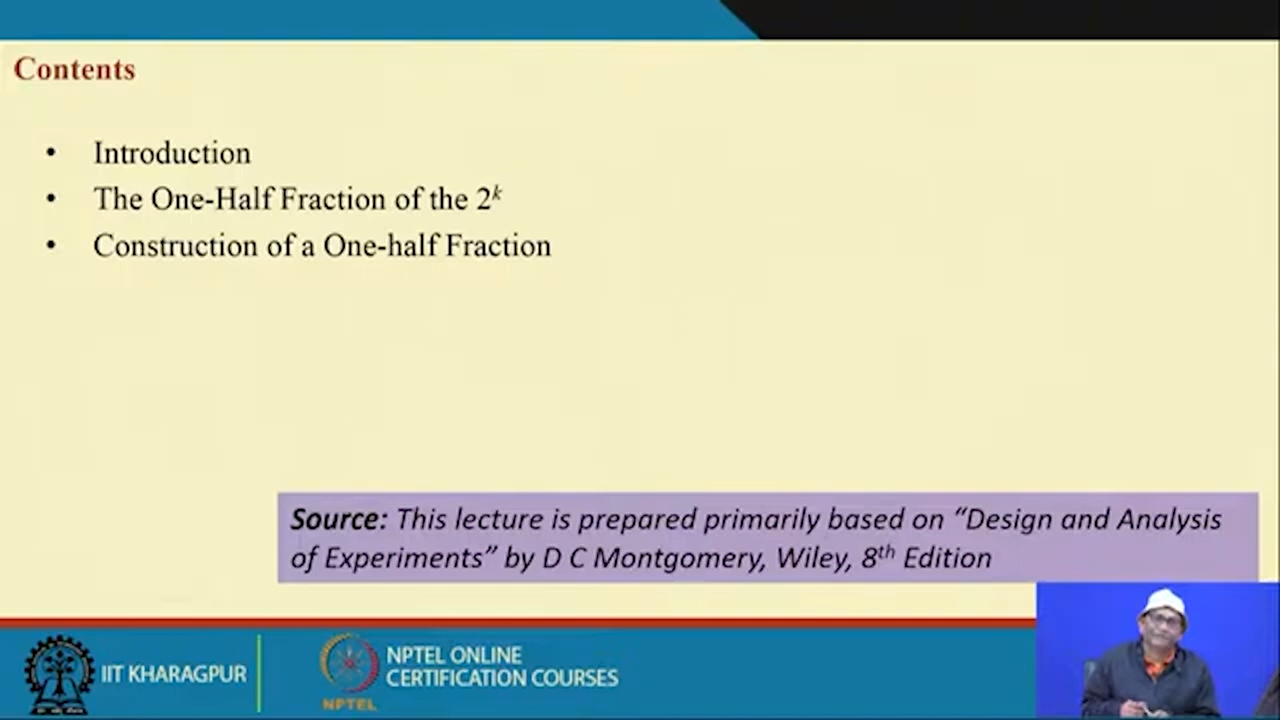 Contents
• Introduction
• The One-Half Fraction of the 2^k
• Construction of a One-half Fraction
Source: This lecture is prepared primarily based on “Design and Analysis
of Experiments” by D C Montgomery, Wiley, 8th Edition
IIT KHARAGPUR
NPTEL ONLINE
CERTIFICATION COURSES
NPTEL